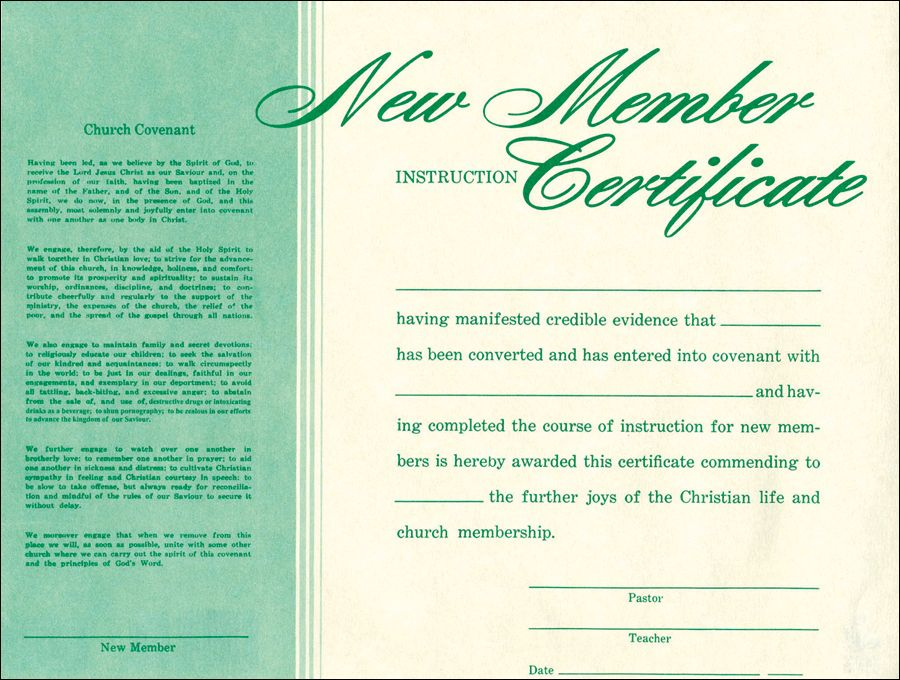 Church Covenant
Having been led, as we believe by the Spirit of God, to
receive the Lord Jesus Christ as our Saviour and, on the
profession of our faith, having been baptized in the
name of the Father, and of the Son, and of the Holy
Spirit, we do now, in the presence of God, and this
assembly, most solemnly and joyfully enter into covenant
with one another as one body in Christ.
We engage, therefore, by the aid of the Holy Spirit to
walk together in Christian love; to strive for the advance-
ment of this church, in knowledge, holiness, and comfort;
to promote its prosperity and spirituality; to sustain its
worship, ordinances, discipline, and doctrines; to con-
tribute cheerfully and regularly to the support of the
ministry, the expenses of the church, the relief of the
poor, and the spread of the gospel through all nations.
We also engage to maintain family and secret devotions;
to religiously educate our children; to seek the salvation
of our kindred and acquaintances; to walk circumspectly
in the world; to be just in our dealings, faithful in our
engagements, and exemplary in our department; to avoid
all tattling, back-biting, and excessive anger; to abstain
from the sale of, and use of, destructive drugs or intoxicating
drinks as a beverage; to shun pornography; to be zealous in our efforts
to advance the kingdom of our Saviour.
We further engage to watch over one another in
brotherly love; to remember one another in prayer; to aid
one another in sickness and distress; to cultivate Christian
sympathy in feeling and Christian courtesy in speech; to
be slow to take offense, but always ready for reconcilia-
tion and mindful of the rules of our Saviour to secure it
without delay.
We moreover engage that when we remove from this
place we will, as soon as possible, unite with some other
church where we can carry out the spirit of this covenant
and the principles of God's Word.
New Member
New Member
INSTRUCTION Certificate
having manifested credible evidence that
has been converted and has entered into covenant with
and hav-
ing completed the course of instruction for new mem-
bers is hereby awarded this certificate commending to
the further joys of the Christian life and
church membership.
Pastor
Teacher
Date